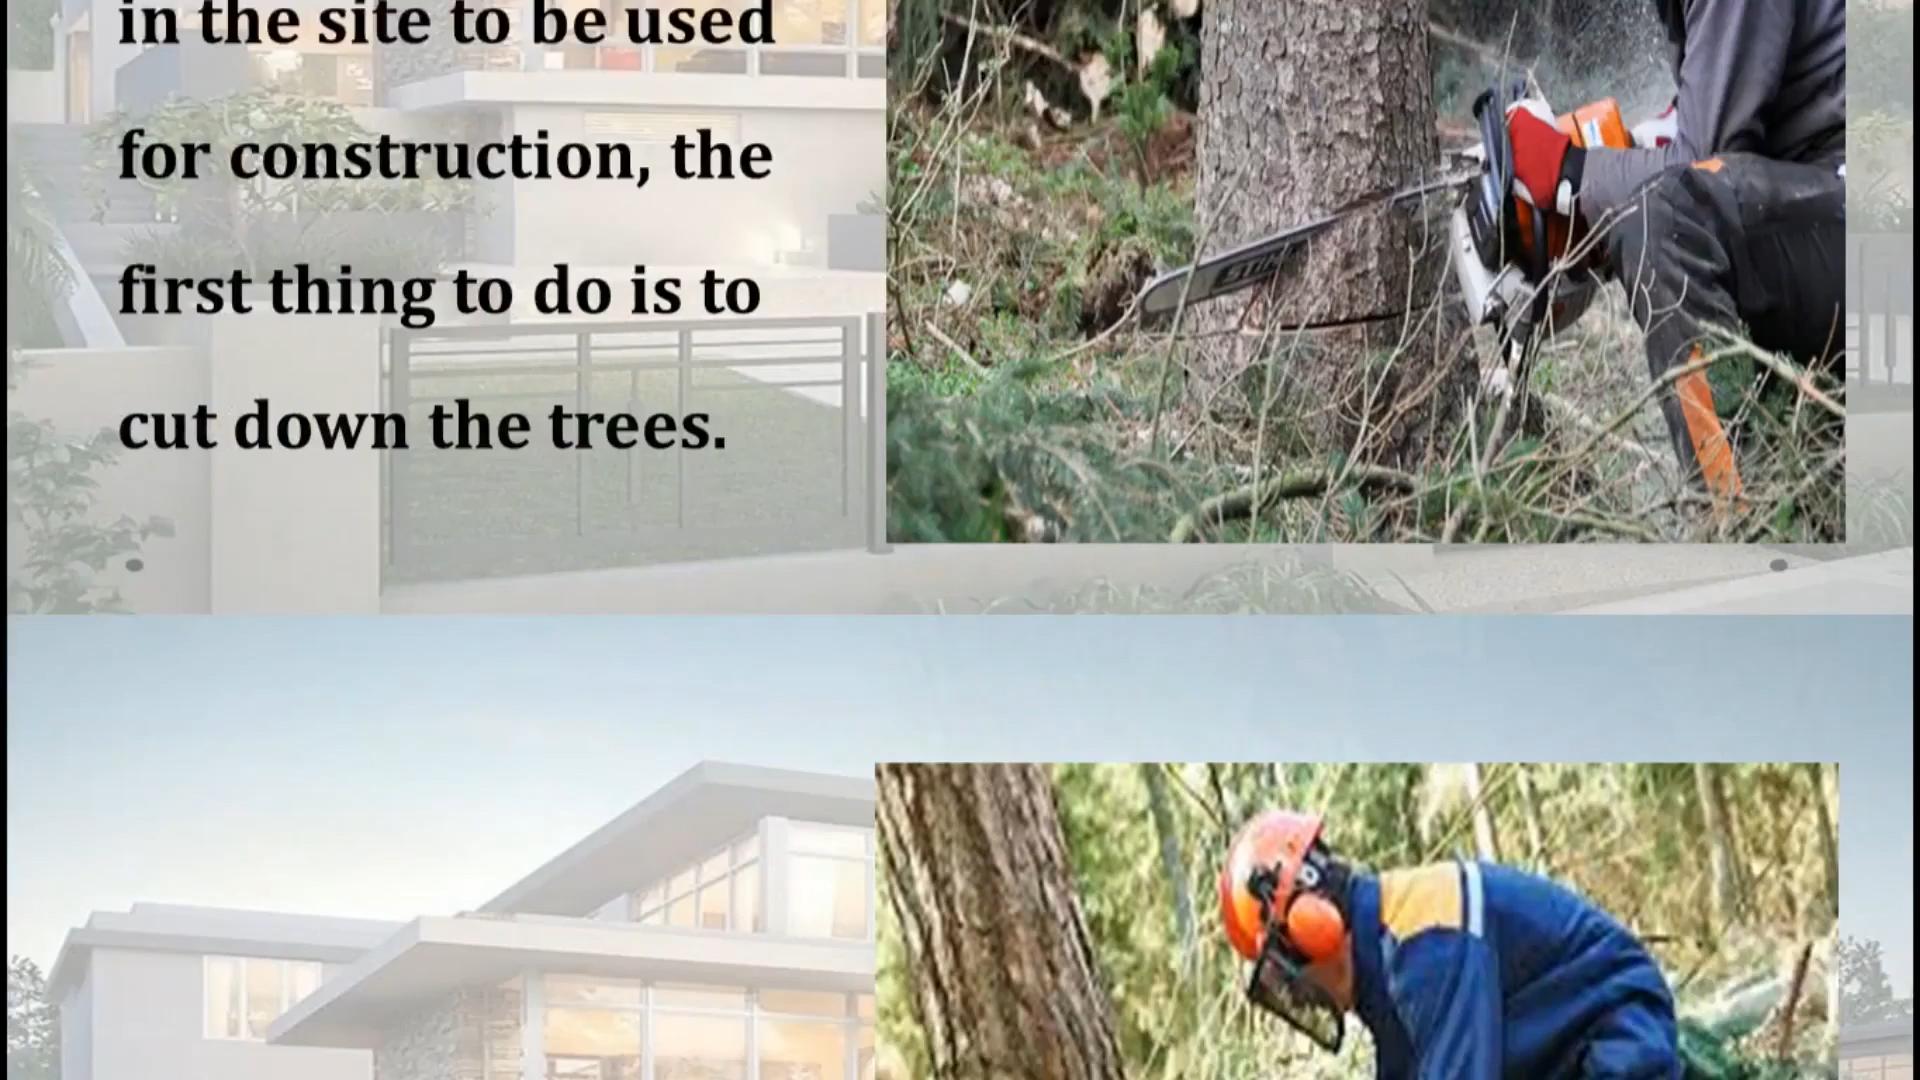 in the site to be used
for construction, the
first thing to do is to
cut down the trees.